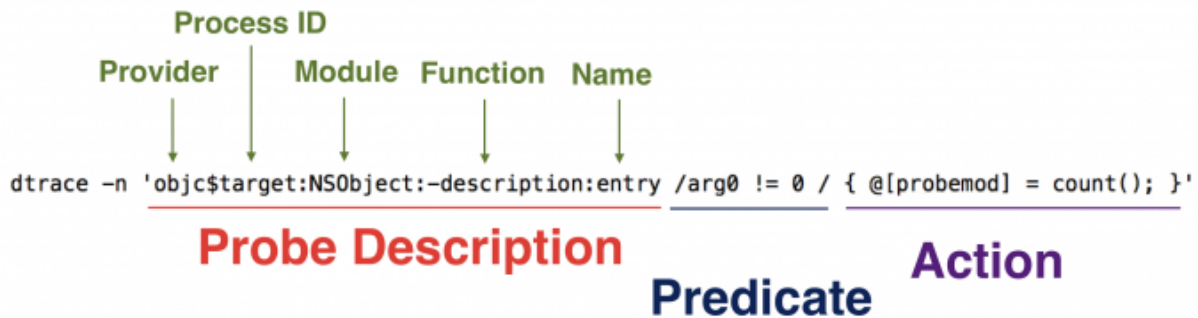 Process ID
Provider Module Function Name
dtrace -n 'objc$target:NSObject:-description:entry /arg0 != 0 / { @[probemod] = count(); }'
Probe Description
Action
Predicate